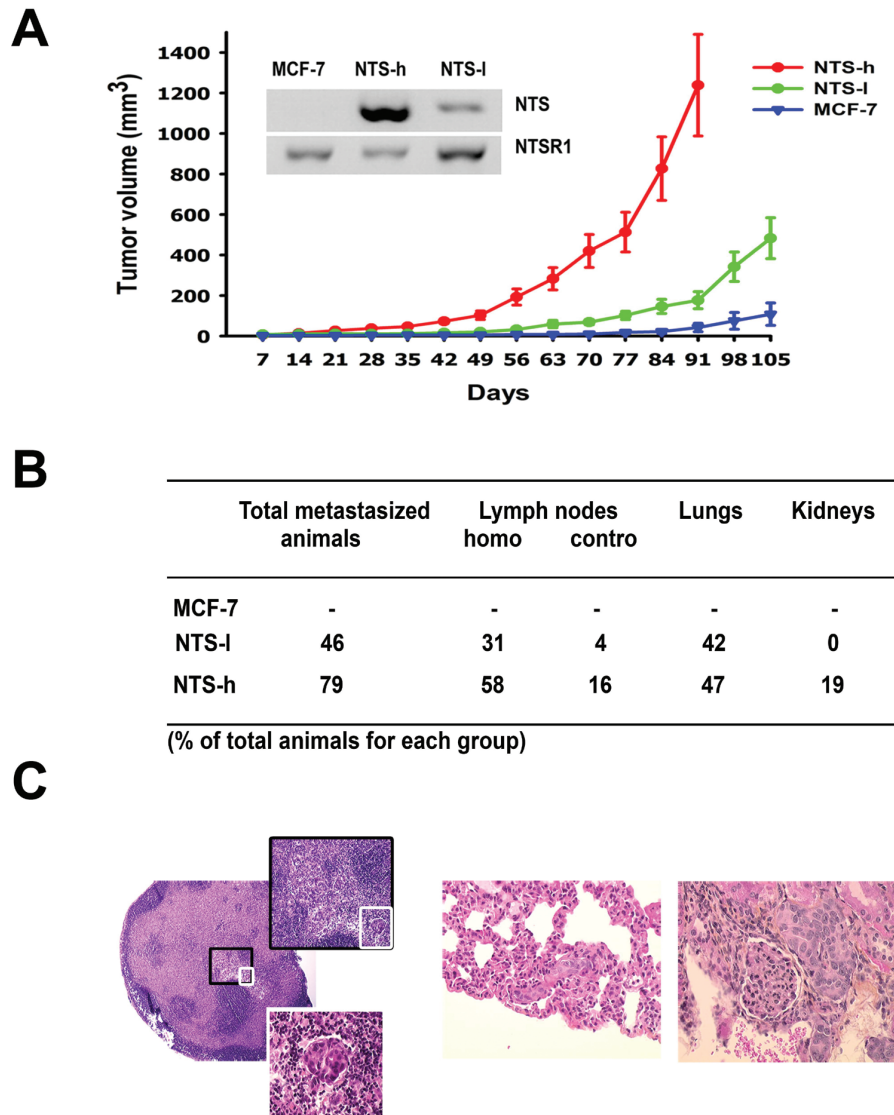 A
Tumor volume (mm3)
1400
1200
1000
800
600
400
200
0
MCF-7 NTS-h NTS-l
NTS
NTSR1
NTS-h
NTS-l
MCF-7
7 14 21 28 35 42 49 56 63 70 77 84 91 98 105
Days
B
Total metastasized Lymph nodes Lungs Kidneys
animals homo contro
MCF-7 - - - - -
NTS-l 46 31 4 42 0
NTS-h 79 58 16 47 19
(% of total animals for each group)
C